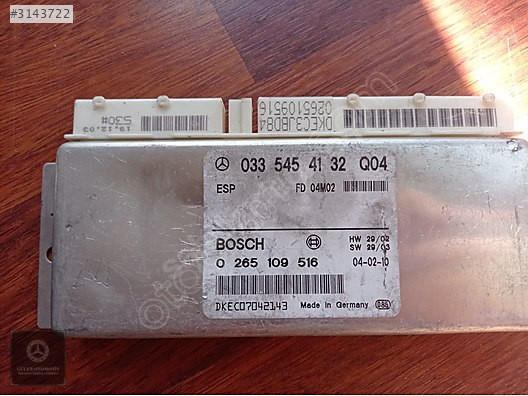 #3143722
530#
19.12.03
DKEC3JBD84
0265109516
033 545 41 32 Q04
ESP
FD 04M02
BOSCH
HW 29/02
SW 29/03
0 265 109 516
04-02-10
DKEC07042143
Made in Germany